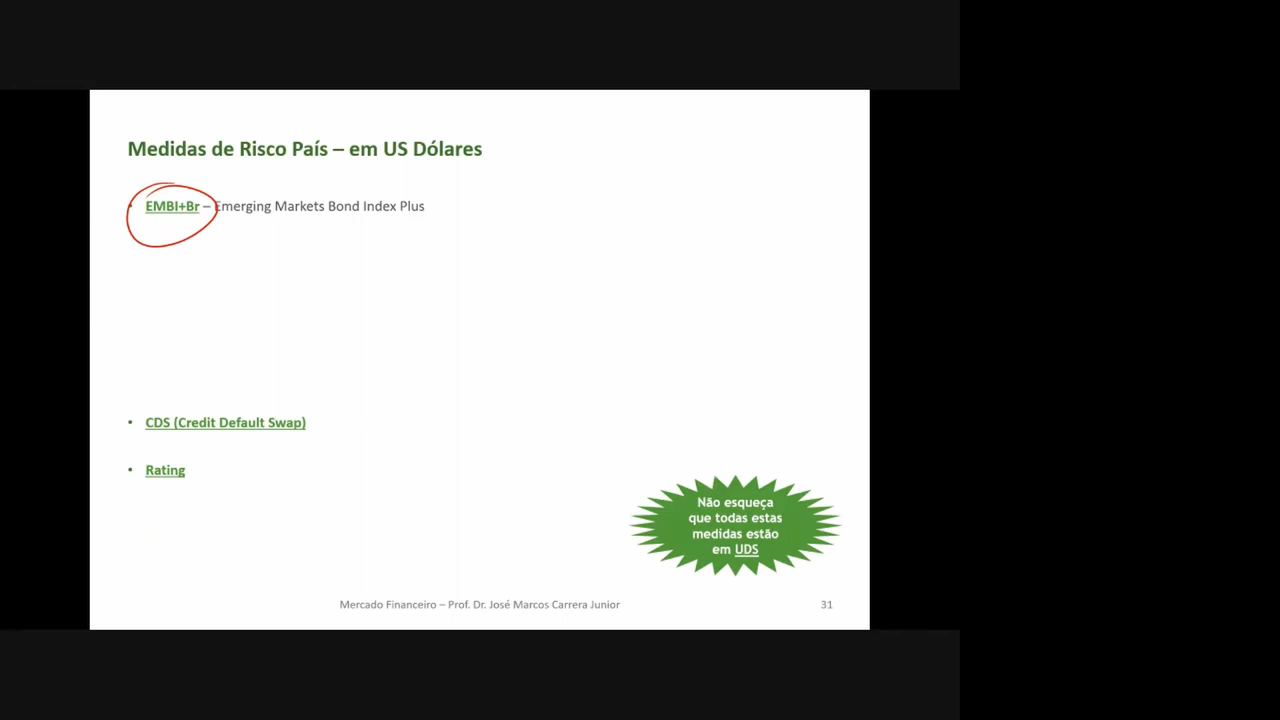 Medidas de Risco País – em US Dólares
• EMBI+Br – Emerging Markets Bond Index Plus
• CDS (Credit Default Swap)
• Rating
Não esqueça
que todas estas
medidas estão
em UDS
Mercado Financeiro – Prof. Dr. José Marcos Carrera Junior
31